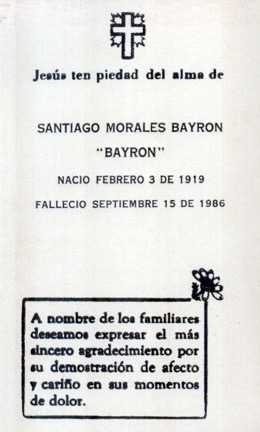 Jesús ten piedad del alma de
SANTIAGO MORALES BAYRON
"BAYRON"
NACIO FEBRERO 3 DE 1919
FALLECIO SEPTIEMBRE 15 DE 1986
A nombre de los familiares
deseamos expresar el más
sincero agradecimiento por
su demostración de afecto
y cariño en sus momentos
de dolor.